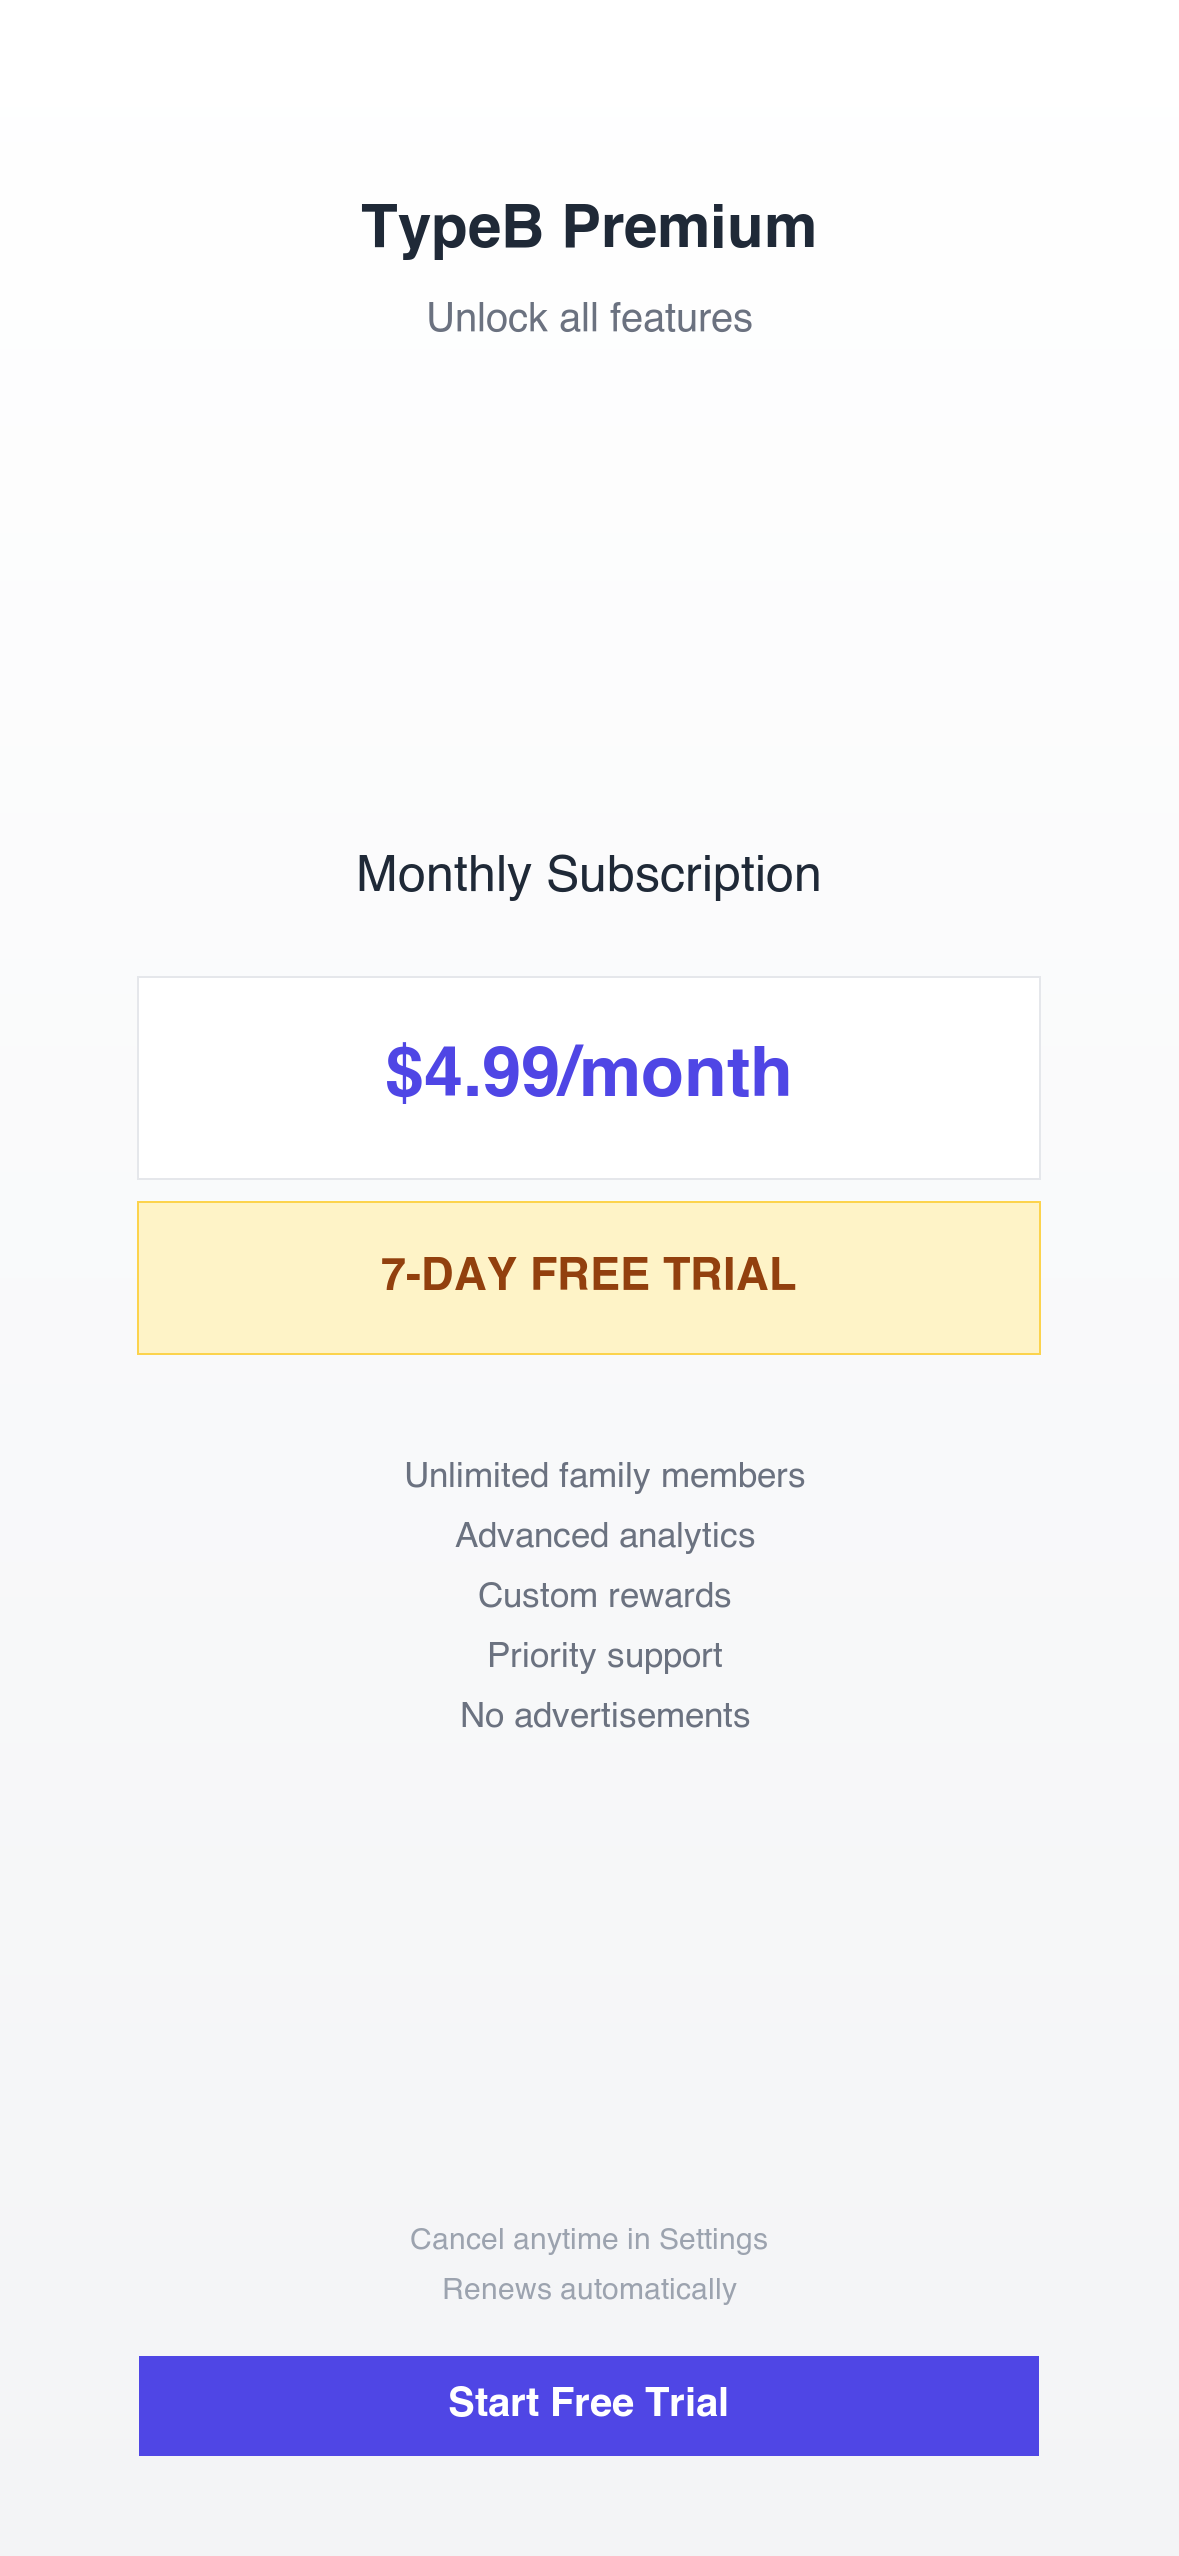 TypeB Premium
Unlock all features
Monthly Subscription
$4.99/month
7-DAY FREE TRIAL
Unlimited family members
Advanced analytics
Custom rewards
Priority support
No advertisements
Cancel anytime in Settings
Renews automatically
Start Free Trial